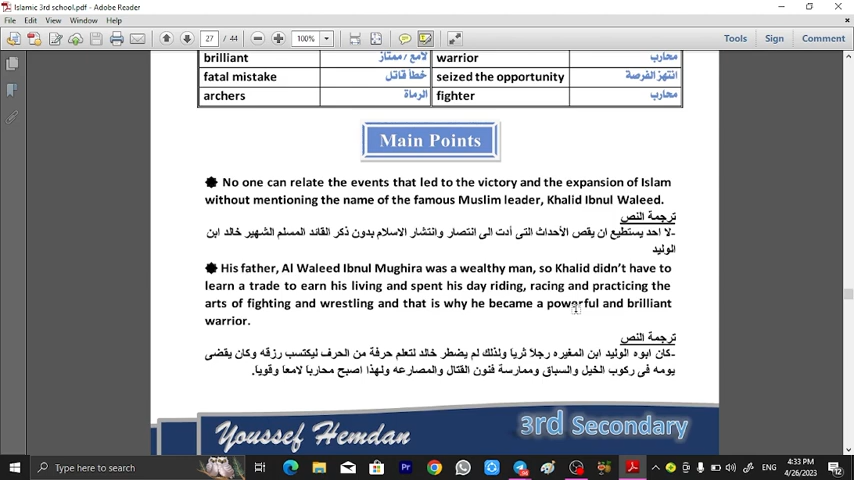 Islamic 3rd school.pdf - Adobe Reader
File Edit View Window Help
27 / 44 100% Tools Sign Comment
brilliant لامع / ممتاز warrior محارب
fatal mistake خطأ قاتل seized the opportunity انتهز الفرصة
archers الرماة fighter محارب
Main Points
No one can relate the events that led to the victory and the expansion of Islam
without mentioning the name of the famous Muslim leader, Khalid Ibnul Waleed.
ترجمة النص
-لا احد يستطيع ان يقص الأحداث التى أدت الى انتصار وانتشار الاسلام بدون ذكر القائد المسلم الشهير خالد ابن
الوليد
His father, Al Waleed Ibnul Mughira was a wealthy man, so Khalid didn't have to
learn a trade to earn his living and spent his day riding, racing and practicing the
arts of fighting and wrestling and that is why he became a powerful and brilliant
warrior.
ترجمة النص
-كان ابوه الوليد ابن المغيره رجلاً ثرياً ولذلك لم يضطر خالد لتعلم حرفة من الحرف ليكتسب رزقه وكان يقضى
يومه فى ركوب الخيل والسباق وممارسة فنون القتال والمصارعه ولهذا اصبح محارباً لامعا وقوياً.
Youssef Hemdan
3rd Secondary
Type here to search
ENG
4:33 PM
4/26/2023